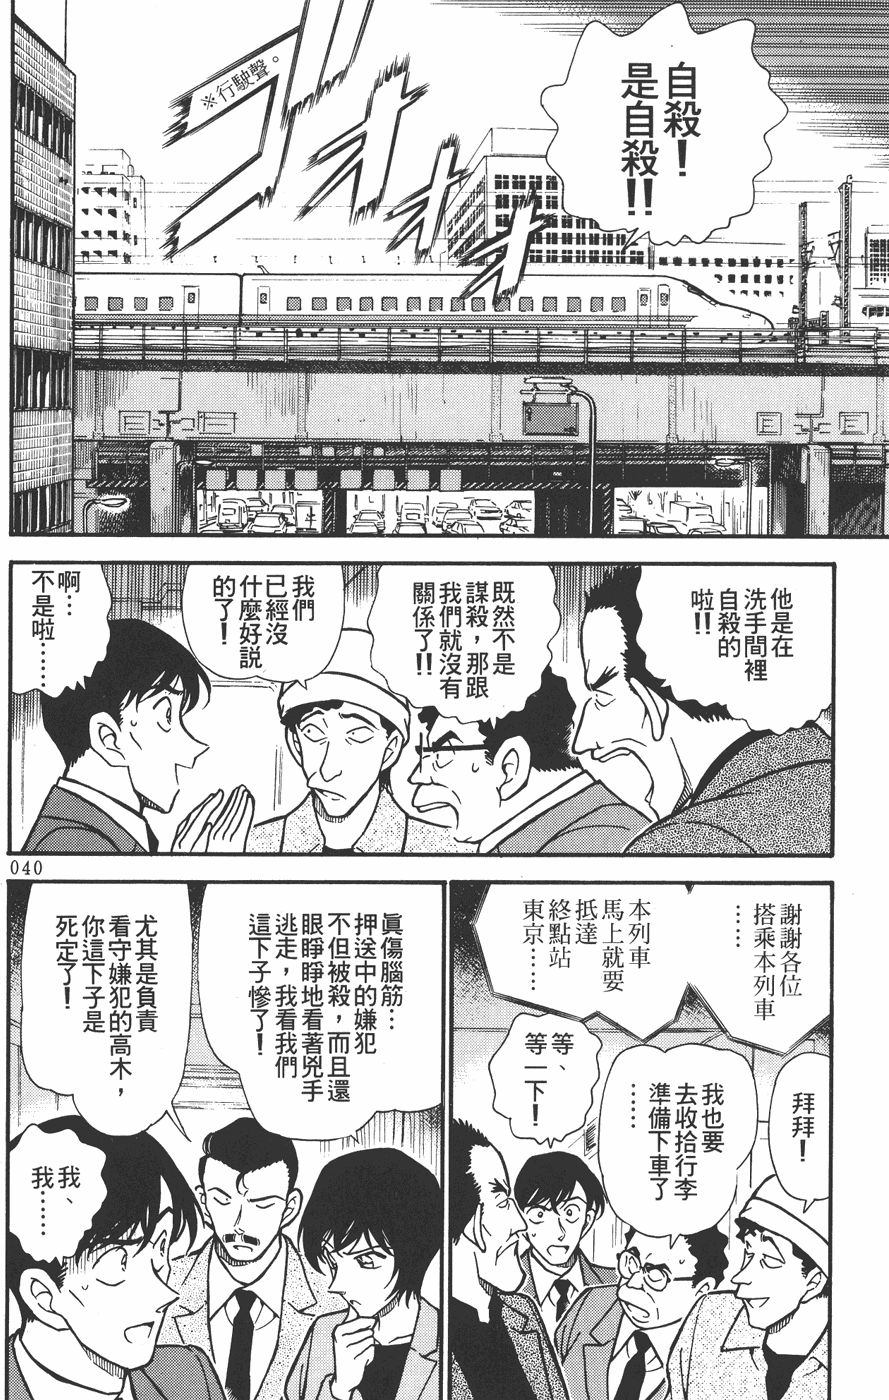 自殺！
是自殺!!
※行駛聲。
ゴオオオオ
他是在
洗手間裡
自殺的
啦!!
既然不是
謀殺，那跟
我們就沒有
關係了!!
我們
已經沒
什麼好說
的了！
啊…
不是啦……
040
謝謝各位
搭乘本列車
……
本列車
馬上就要
抵達
終點站
東京……
拜拜！
我也要
去收拾行李
準備下車了
……
等、
等一下！
真傷腦筋…
押送中的嫌犯
不但被殺，而且還
眼睜睜地看著兇手
逃走，我看我們
這下子慘了！
尤其是負責
看守嫌犯的高木，
你這下子是
死定了！
我、
我……